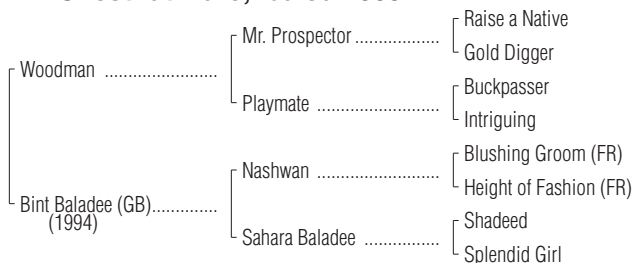 Raise a Native
Mr. Prospector ....................
Gold Digger
Woodman ..........................
Buckpasser
Playmate .............................
Intriguing
Blushing Groom (FR)
Nashwan ..............................
Height of Fashion (FR)
Bint Baladee (GB)...............
(1994)
Shadeed
Sahara Baladee ..................
Splendid Girl